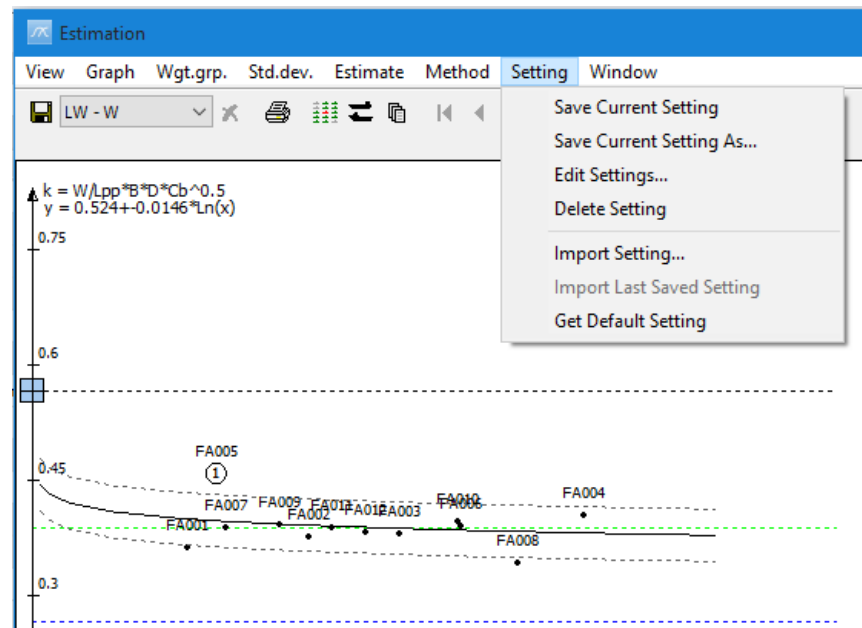 Estimation
View Graph Wgt.grp. Std.dev. Estimate Method Setting Window
LW - W
Save Current Setting
Save Current Setting As...
Edit Settings...
Delete Setting
Import Setting...
Import Last Saved Setting
Get Default Setting
k = W/Lpp*B*D*Cb^0.5
y = 0.524+-0.0146*Ln(x)
0.75
0.6
FA005
1
0.45
FA004
FA010
FA007 FA009 FA011 FA006
FA002 FA012 FA003
FA001
FA008
0.3